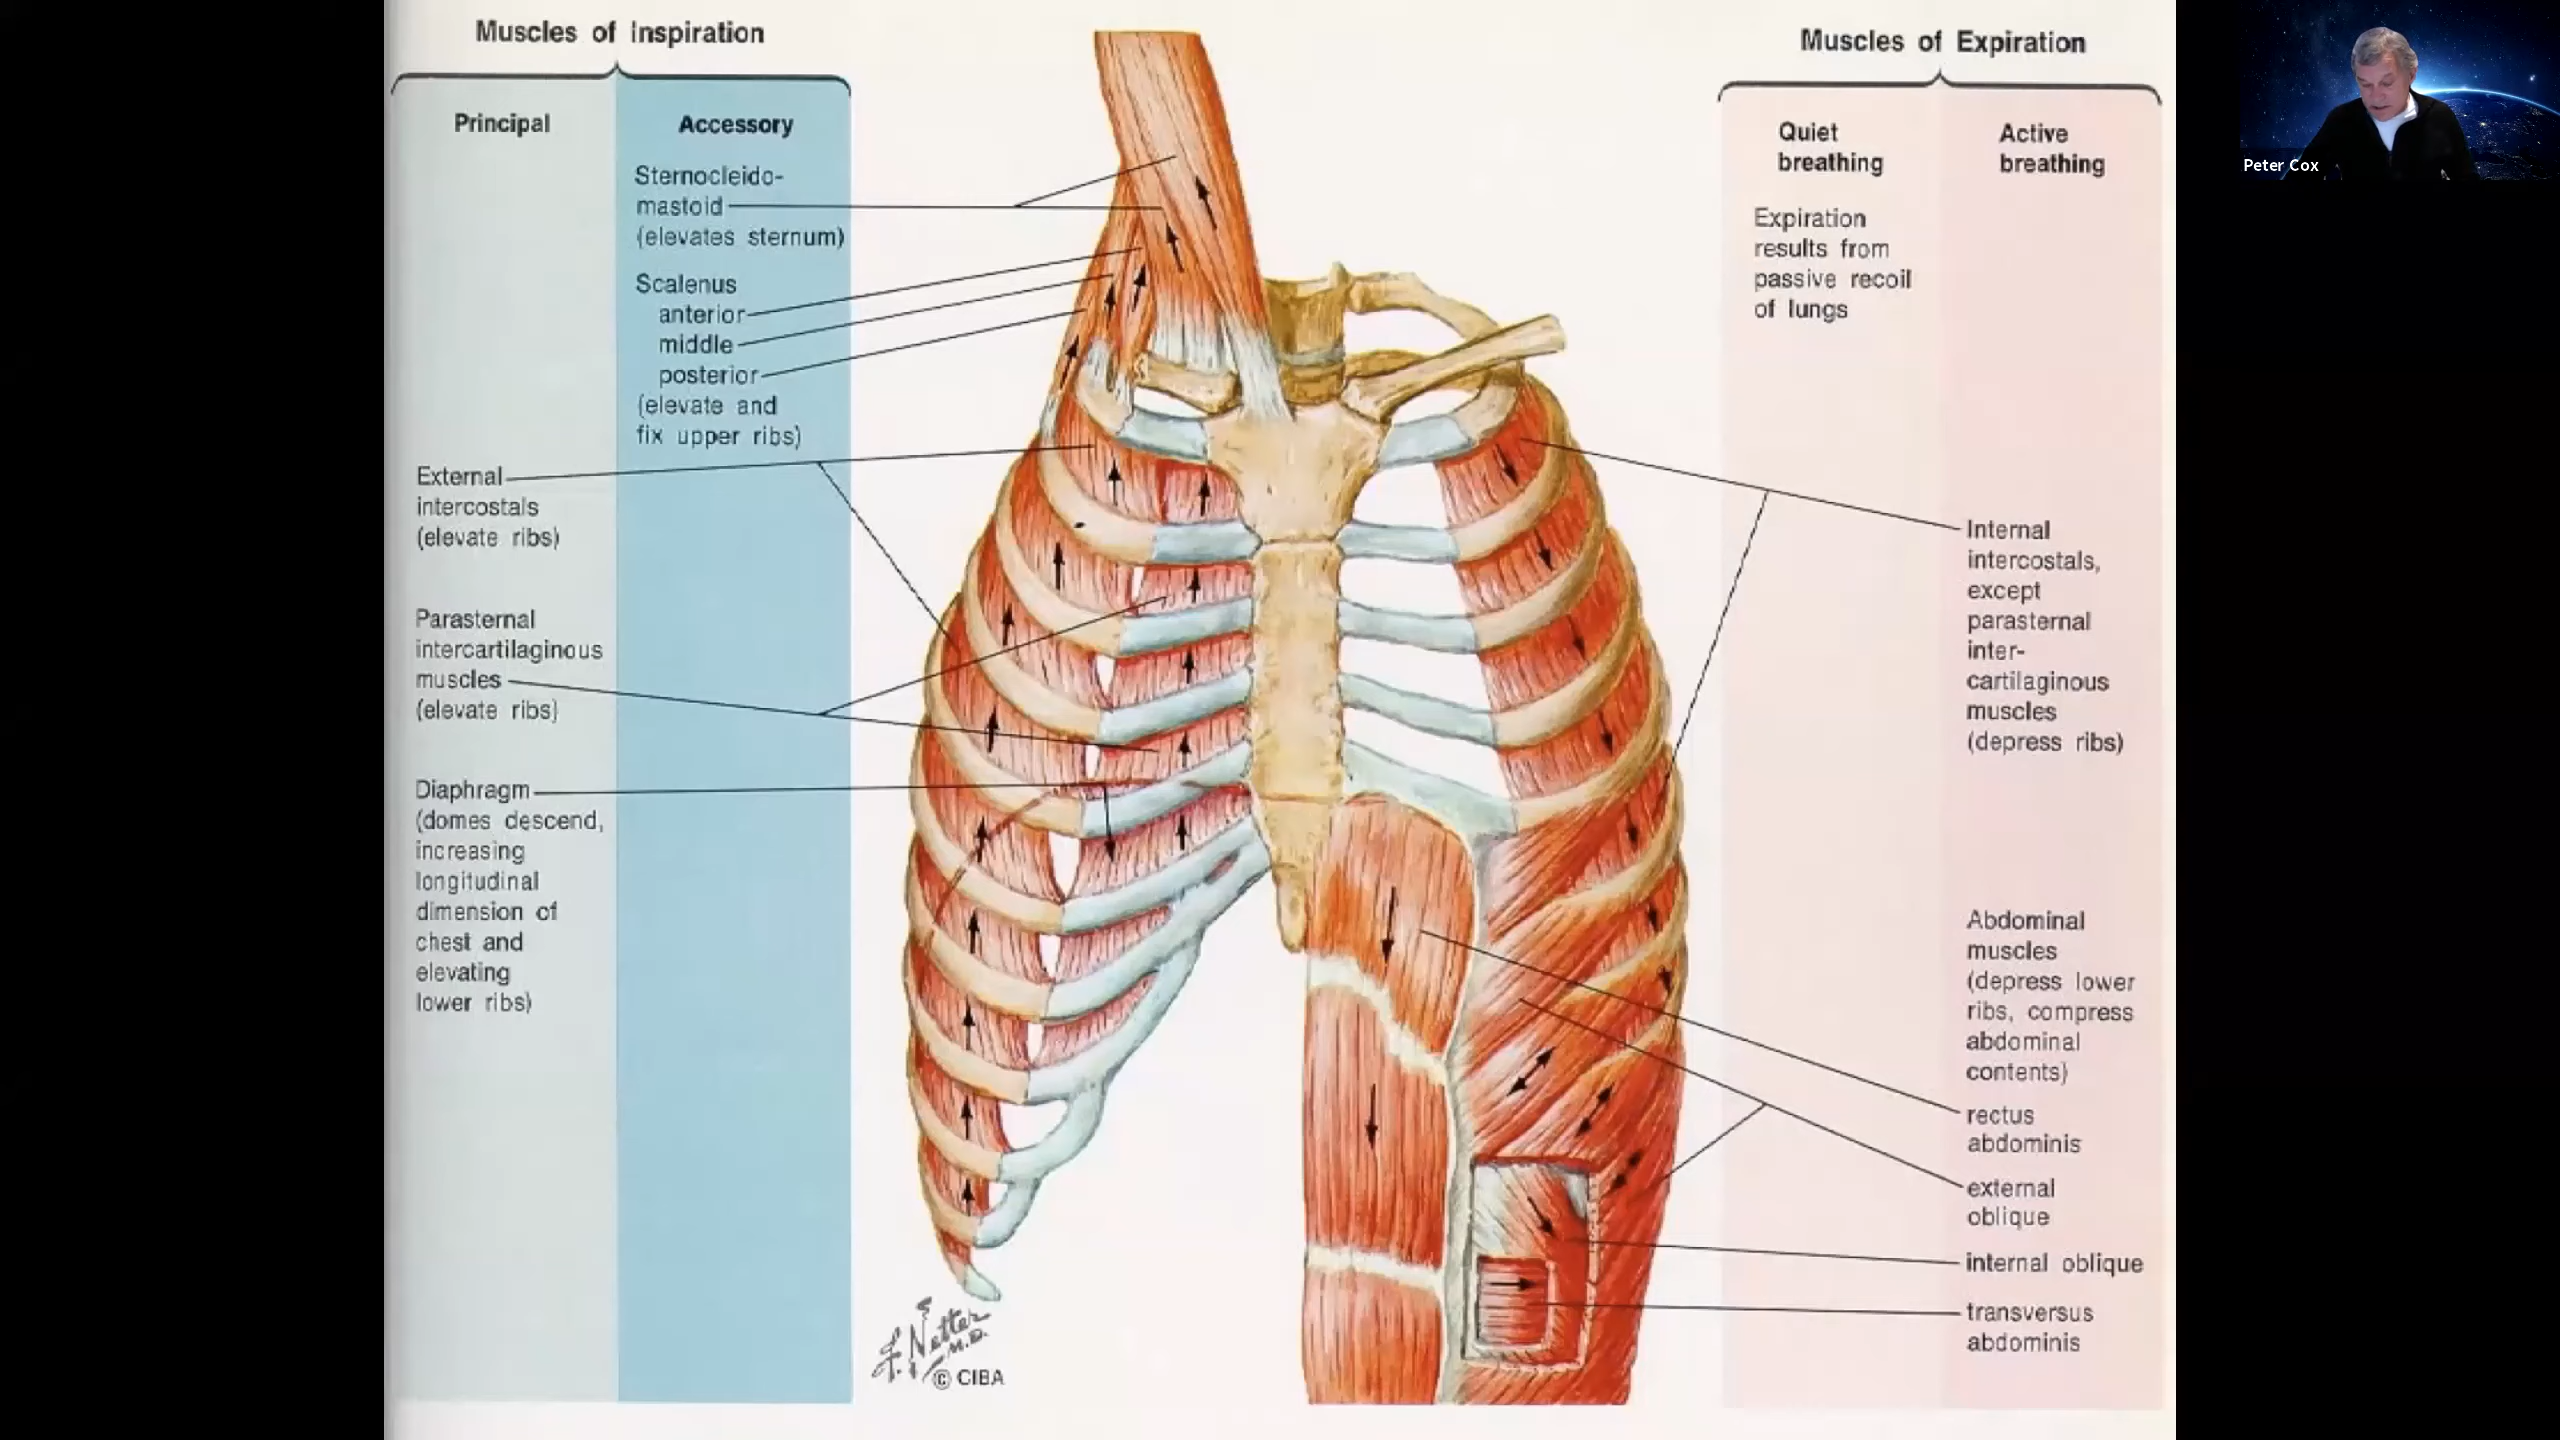 Muscles of Inspiration
Principal
Accessory
Sternocleido-
mastoid
(elevates sternum)
Scalenus
anterior
middle
posterior
(elevate and
fix upper ribs)
External
intercostals
(elevate ribs)
Parasternal
intercartilaginous
muscles
(elevate ribs)
Diaphragm
(domes descend,
increasing
longitudinal
dimension of
chest and
elevating
lower ribs)
F. Netter
M.D.
© CIBA
Muscles of Expiration
Quiet
breathing
Active
breathing
Expiration
results from
passive recoil
of lungs
Internal
intercostals,
except
parasternal
inter-
cartilaginous
muscles
(depress ribs)
Abdominal
muscles
(depress lower
ribs, compress
abdominal
contents)
rectus
abdominis
external
oblique
internal oblique
transversus
abdominis
Peter Cox